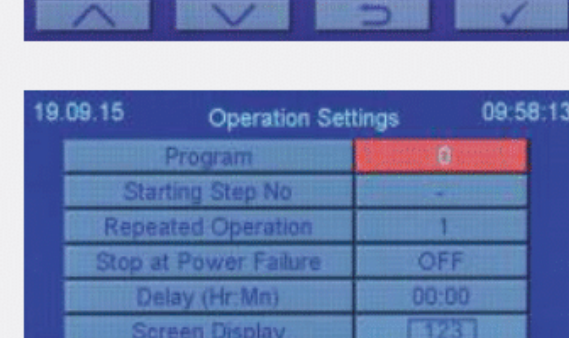 19.09.15 Operation Settings 09:58:13
Program 0
Starting Step No -
Repeated Operation 1
Stop at Power Failure OFF
Delay (Hr:Mn) 00:00
Screen Display 123